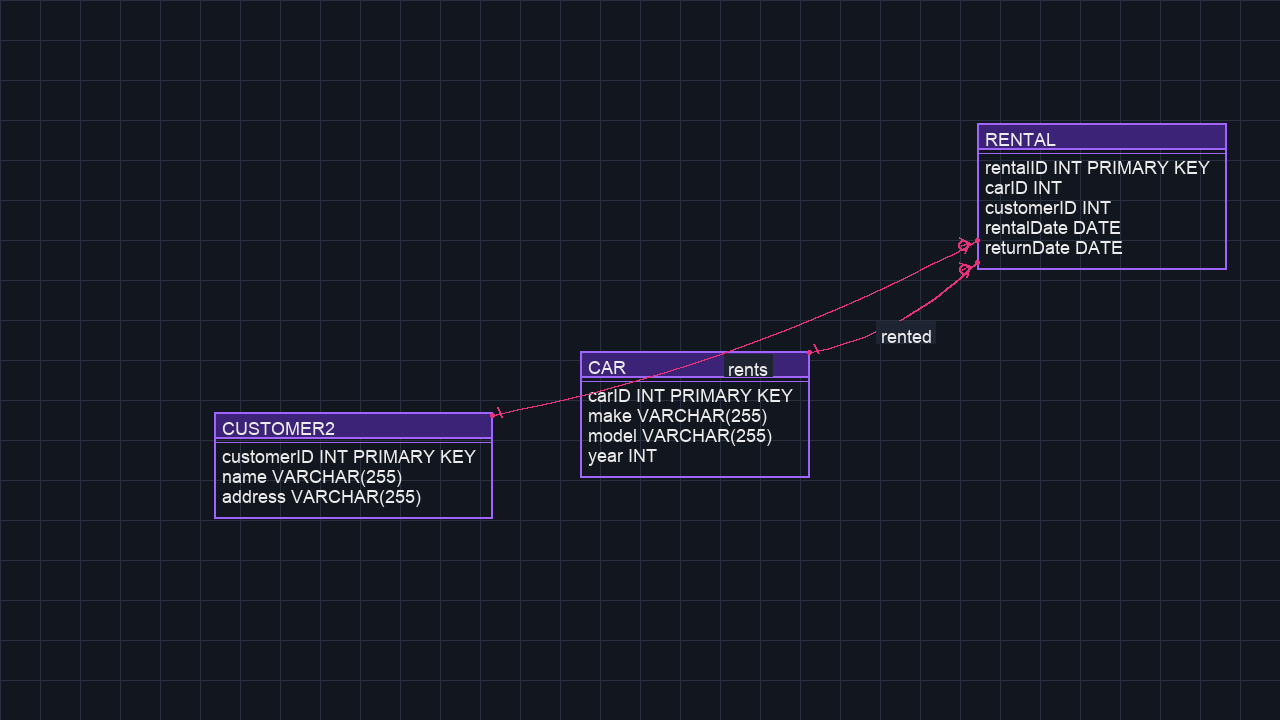 RENTAL
rentalID INT PRIMARY KEY
carID INT
customerID INT
rentalDate DATE
returnDate DATE
rented
CAR
rents
carID INT PRIMARY KEY
make VARCHAR(255)
model VARCHAR(255)
year INT
CUSTOMER2
customerID INT PRIMARY KEY
name VARCHAR(255)
address VARCHAR(255)